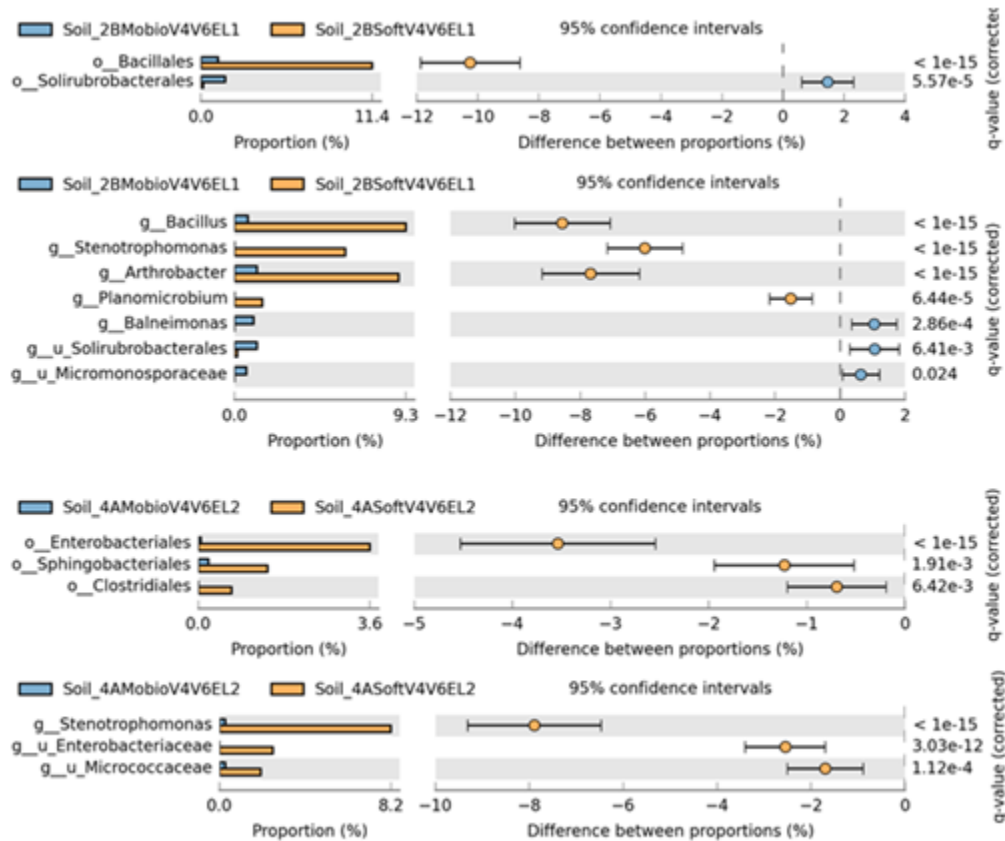 Soil_2BMobioV4V6EL1 Soil_2BSoftV4V6EL1 95% confidence intervals
o__Bacillales < 1e-15
o__Solirubrobacterales 5.57e-5
0.0 11.4 −12 −10 −8 −6 −4 −2 0 2 4
Proportion (%) Difference between proportions (%)
q-value (corrected
Soil_2BMobioV4V6EL1 Soil_2BSoftV4V6EL1 95% confidence intervals
g__Bacillus < 1e-15
g__Stenotrophomonas < 1e-15
g__Arthrobacter < 1e-15
g__Planomicrobium 6.44e-5
g__Balneimonas 2.86e-4
g__u_Solirubrobacterales 6.41e-3
g__u_Micromonosporaceae 0.024
0.0 9.3 −12 −10 −8 −6 −4 −2 0 2
Proportion (%) Difference between proportions (%)
q-value (corrected)
Soil_4AMobioV4V6EL2 Soil_4ASoftV4V6EL2 95% confidence intervals
o__Enterobacteriales < 1e-15
o__Sphingobacteriales 1.91e-3
o__Clostridiales 6.42e-3
0.0 3.6 −5 −4 −3 −2 −1 0
Proportion (%) Difference between proportions (%)
q-value (corrected)
Soil_4AMobioV4V6EL2 Soil_4ASoftV4V6EL2 95% confidence intervals
g__Stenotrophomonas < 1e-15
g__u_Enterobacteriaceae 3.03e-12
g__u_Micrococcaceae 1.12e-4
0.0 8.2 −10 −8 −6 −4 −2 0
Proportion (%) Difference between proportions (%)
q-value (corrected)